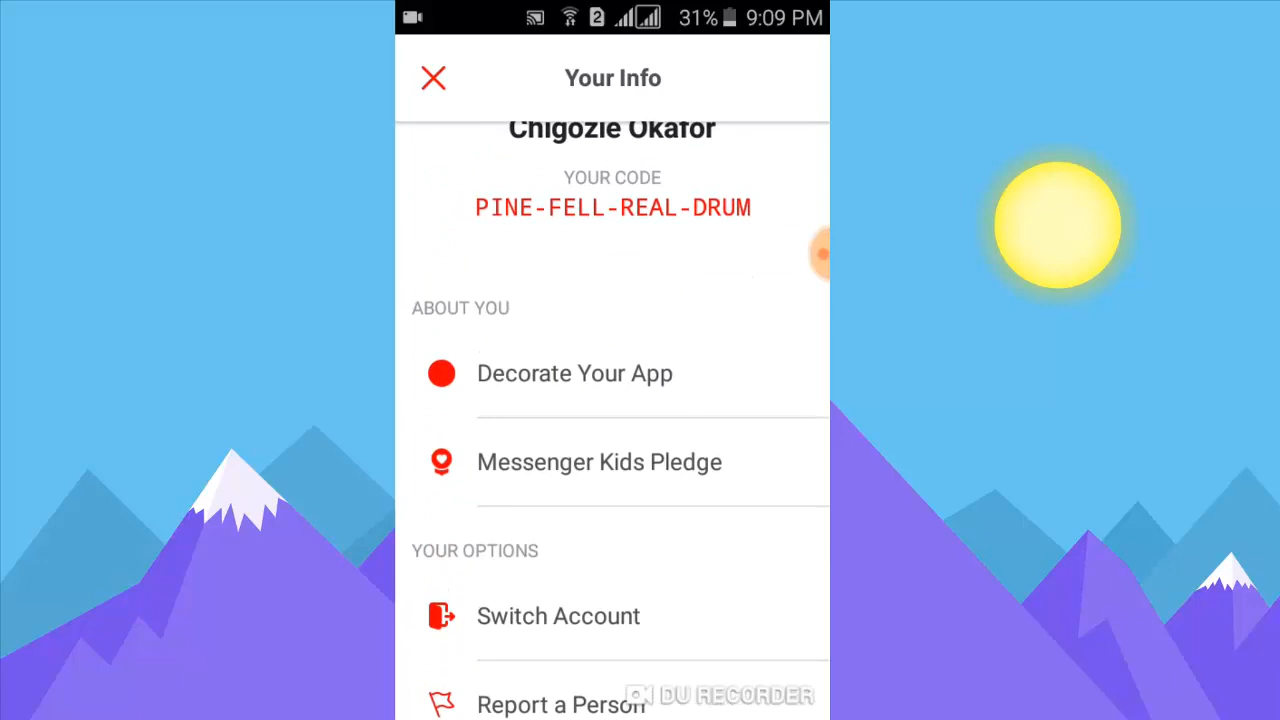 2 31% 9:09 PM
Your Info
Chigozie Okafor
YOUR CODE
PINE-FELL-REAL-DRUM
ABOUT YOU
Decorate Your App
Messenger Kids Pledge
YOUR OPTIONS
Switch Account
Report a Person
DU RECORDER